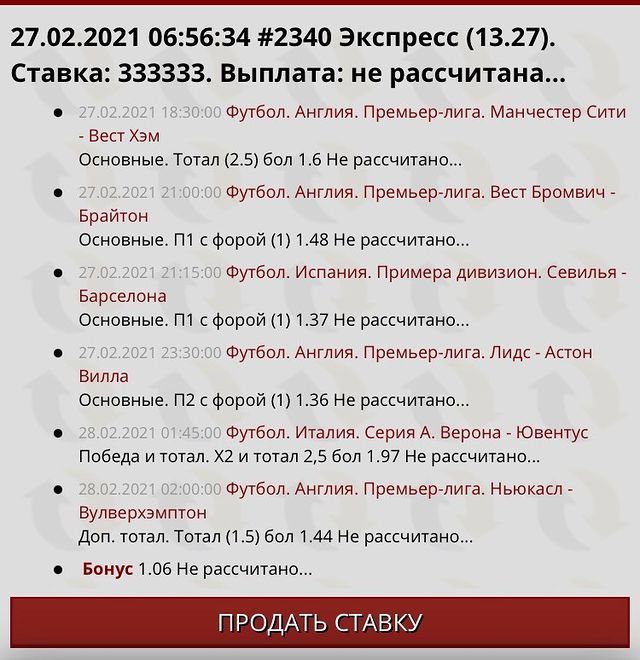 27.02.2021 06:56:34 #2340 Экспресс (13.27).
Ставка: 333333. Выплата: не рассчитана...
27.02.2021 18:30:00 Футбол. Англия. Премьер-лига. Манчестер Сити
- Вест Хэм
Основные. Тотал (2.5) бол 1.6 Не рассчитано...
27.02.2021 21:00:00 Футбол. Англия. Премьер-лига. Вест Бромвич -
Брайтон
Основные. П1 с форой (1) 1.48 Не рассчитано...
27.02.2021 21:15:00 Футбол. Испания. Примера дивизион. Севилья -
Барселона
Основные. П1 с форой (1) 1.37 Не рассчитано...
27.02.2021 23:30:00 Футбол. Англия. Премьер-лига. Лидс - Астон
Вилла
Основные. П2 с форой (1) 1.36 Не рассчитано...
28.02.2021 01:45:00 Футбол. Италия. Серия А. Верона - Ювентус
Победа и тотал. Х2 и тотал 2,5 бол 1.97 Не рассчитано...
28.02.2021 02:00:00 Футбол. Англия. Премьер-лига. Ньюкасл -
Вулверхэмптон
Доп. тотал. Тотал (1.5) бол 1.44 Не рассчитано...
Бонус 1.06 Не рассчитано...
ПРОДАТЬ СТАВКУ